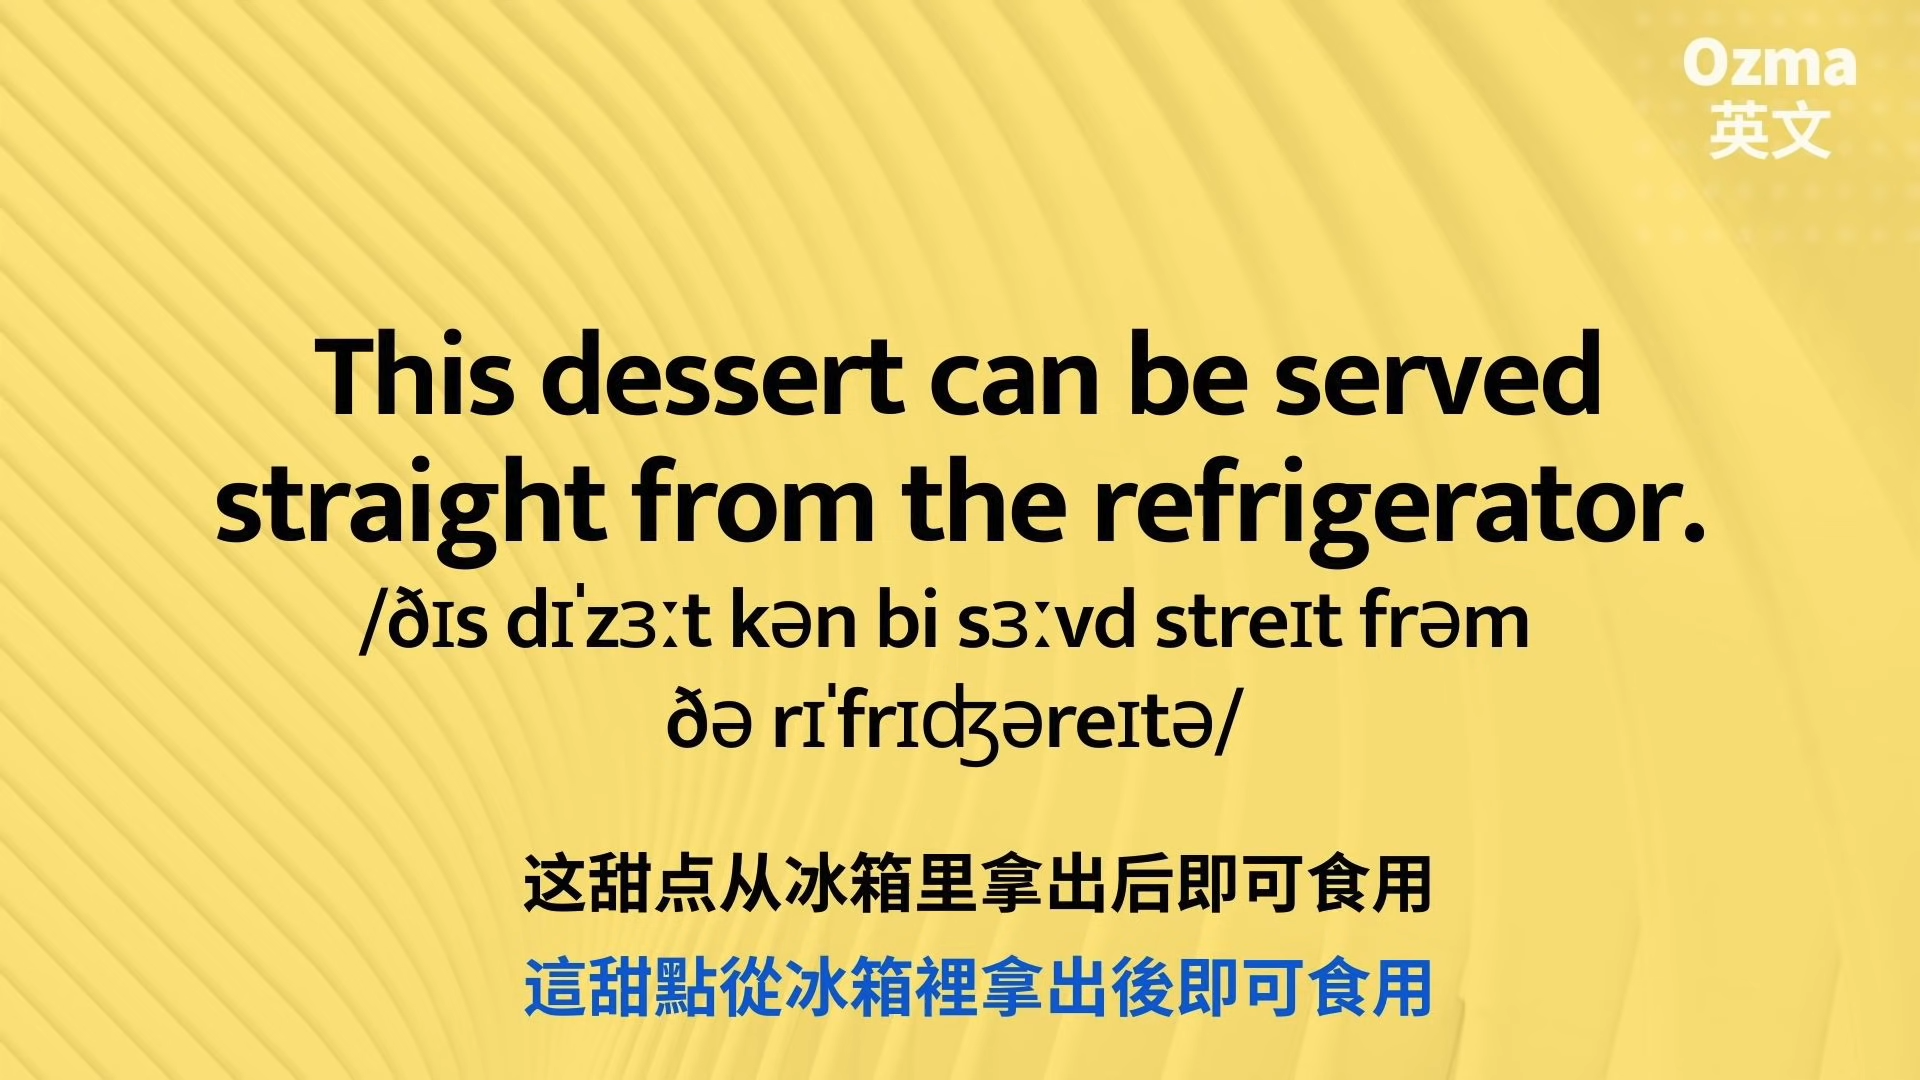 Ozma
英文
This dessert can be served
straight from the refrigerator.
/ðɪs dɪˈzɜːt kən bi sɜːvd streɪt frəm
ðə rɪˈfrɪʤəreɪtə/
这甜点从冰箱里拿出后即可食用
這甜點從冰箱裡拿出後即可食用